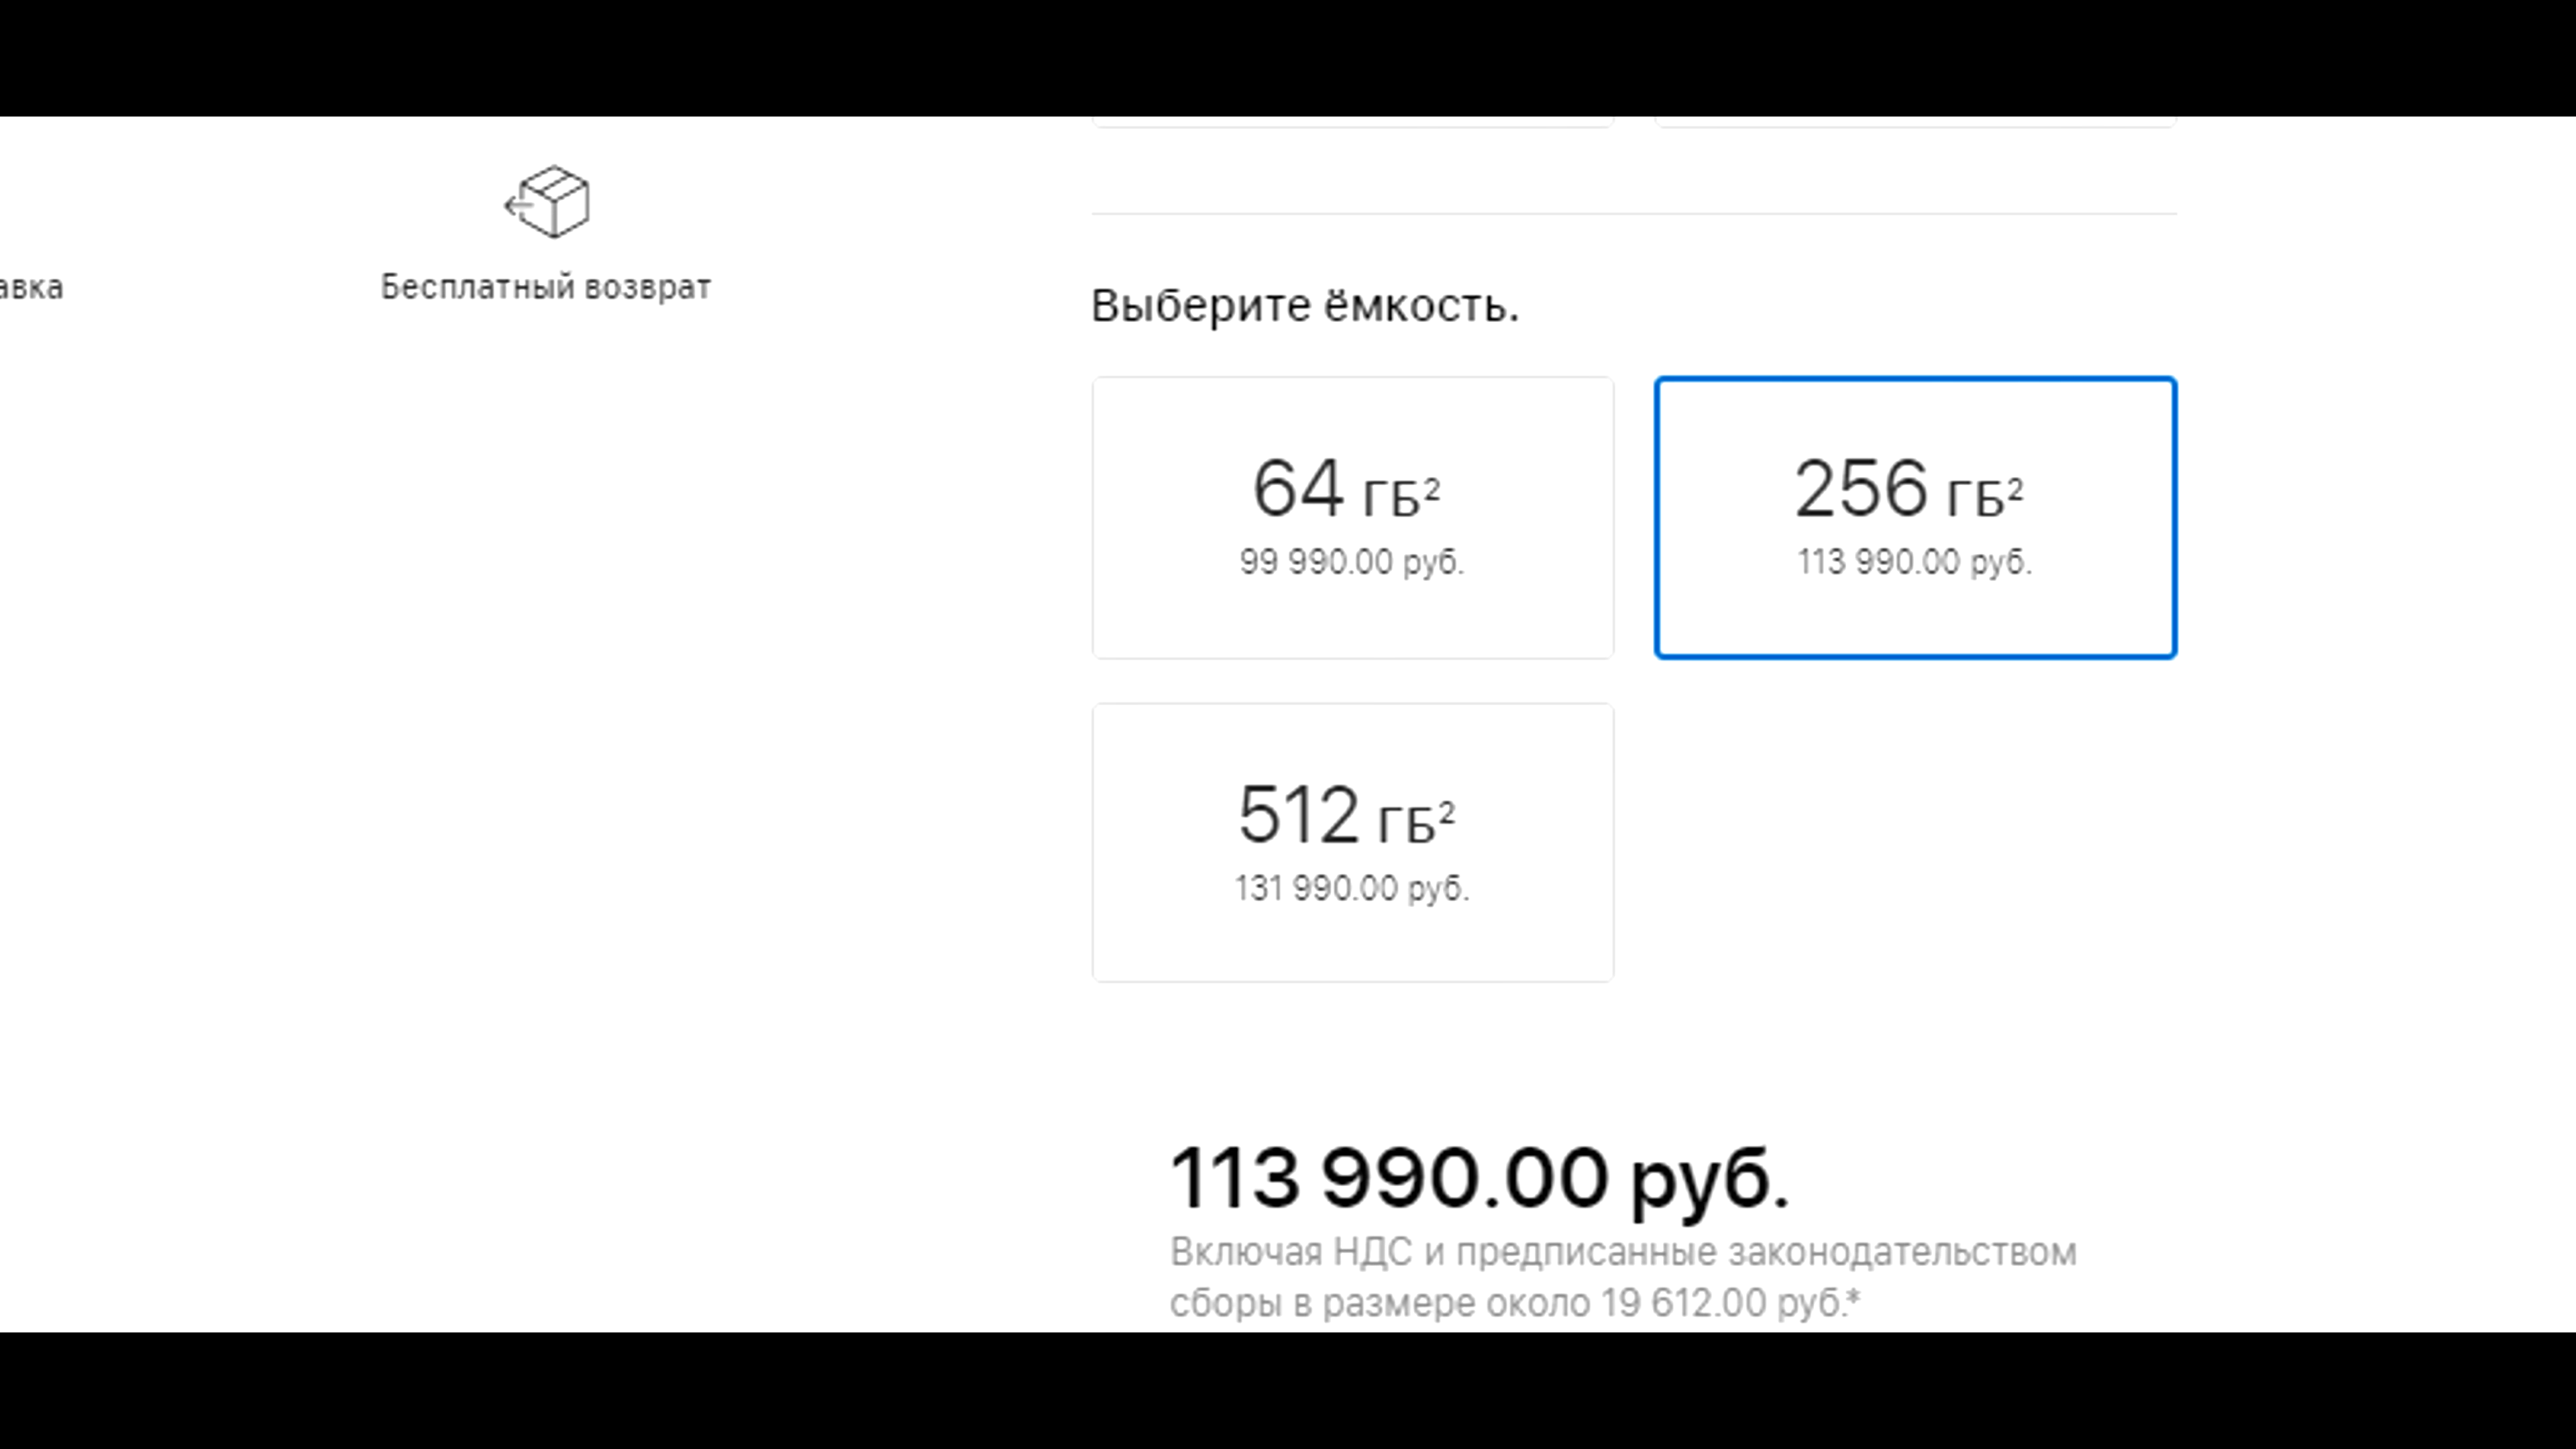 Бесплатный возврат
Выберите ёмкость.
64 ГБ²
99 990.00 руб.
256 ГБ²
113 990.00 руб.
512 ГБ²
131 990.00 руб.
113 990.00 руб.
Включая НДС и предписанные законодательством
сборы в размере около 19 612.00 руб.*